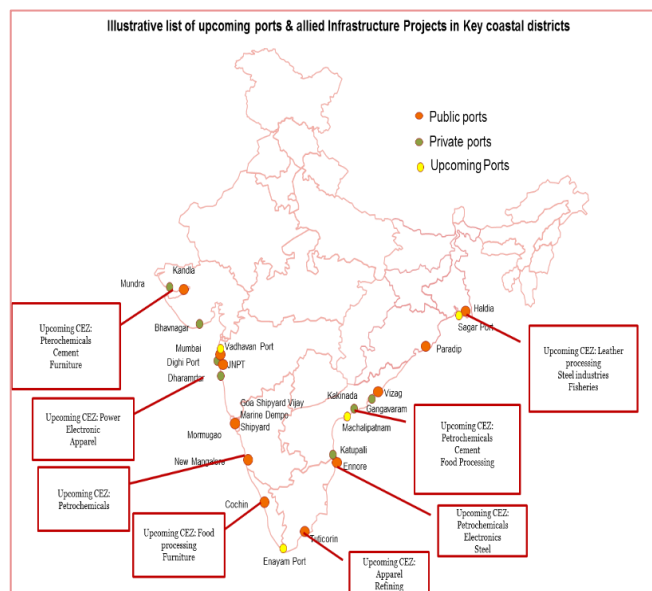 Illustrative list of upcoming ports & allied Infrastructure Projects in Key coastal districts
Public ports
Private ports
Upcoming Ports
Kandla
Mundra
Bhavnagar
Mumbai
Vadhavan Port
Dighi Port
JNPT
Dharamdar
Goa Shipyard Vijay
Marine Dempo
Shipyard
Mormugao
New Mangalore
Cochin
Enayam Port
Tuticorin
Ennore
Katupalli
Machalipatnam
Kakinada
Gangavaram
Vizag
Paradip
Sagar Port
Haldia
Upcoming CEZ:
Pterochemicals
Cement
Furniture
Upcoming CEZ: Power
Electronic
Apparel
Upcoming CEZ:
Petrochemicals
Upcoming CEZ: Food
processing
Furniture
Upcoming CEZ:
Apparel
Refining
Upcoming CEZ:
Petrochemicals
Electronics
Steel
Upcoming CEZ:
Petrochemicals
Cement
Food Processing
Upcoming CEZ: Leather
processing
Steel industries
Fisheries